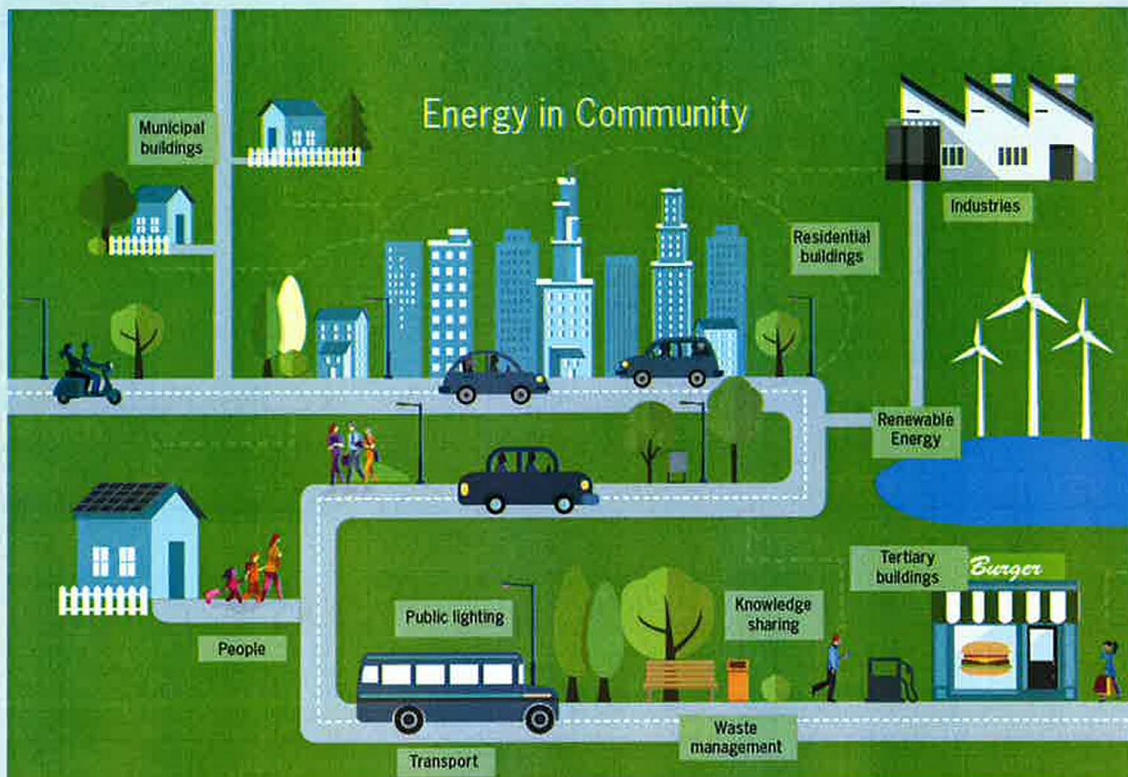 Energy in Community
Municipal
buildings
Industries
Residential
buildings
Renewable
Energy
Tertiary
buildings
Burger
Public lighting
Knowledge
sharing
People
Waste
management
Transport